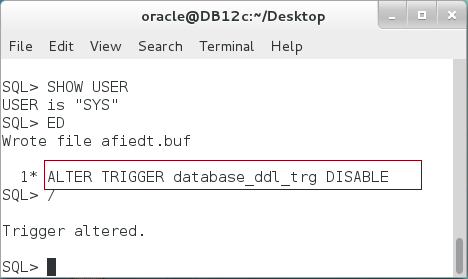 oracle@DB12c:~/Desktop
File Edit View Search Terminal Help
SQL> SHOW USER
USER is "SYS"
SQL> ED
Wrote file afiedt.buf
1* ALTER TRIGGER database_ddl_trg DISABLE
SQL> /
Trigger altered.
SQL>